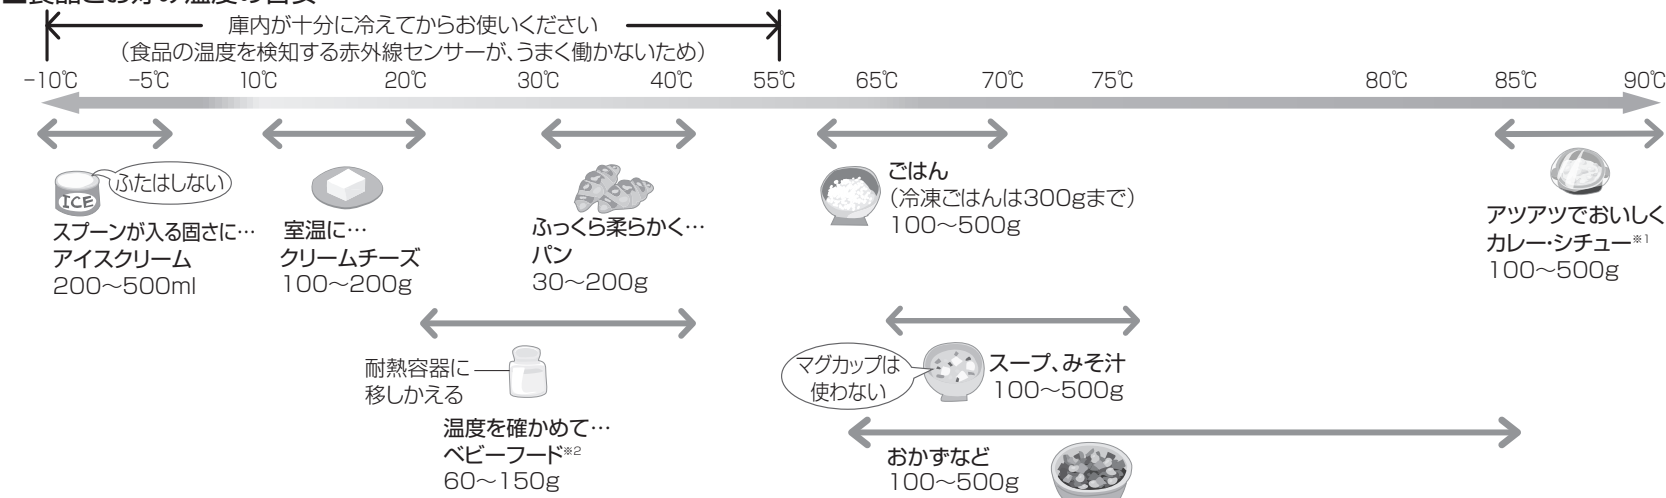 ■食品とお好み温度の目安
庫内が十分に冷えてからお使いください
(食品の温度を検知する赤外線センサーが、うまく働かないため)
-10℃ -5℃ 10℃ 20℃ 30℃ 40℃ 55℃ 65℃ 70℃ 75℃ 80℃ 85℃ 90℃
ふたはしない
ICE
スプーンが入る固さに…
アイスクリーム
200～500ml
室温に…
クリームチーズ
100～200g
ふっくら柔らかく…
パン
30～200g
ごはん
(冷凍ごはんは300gまで)
100～500g
アツアツでおいしく
カレー・シチュー※1
100～500g
耐熱容器に
移しかえる
温度を確かめて…
ベビーフード※2
60～150g
マグカップは
使わない
スープ、みそ汁
100～500g
おかずなど
100～500g